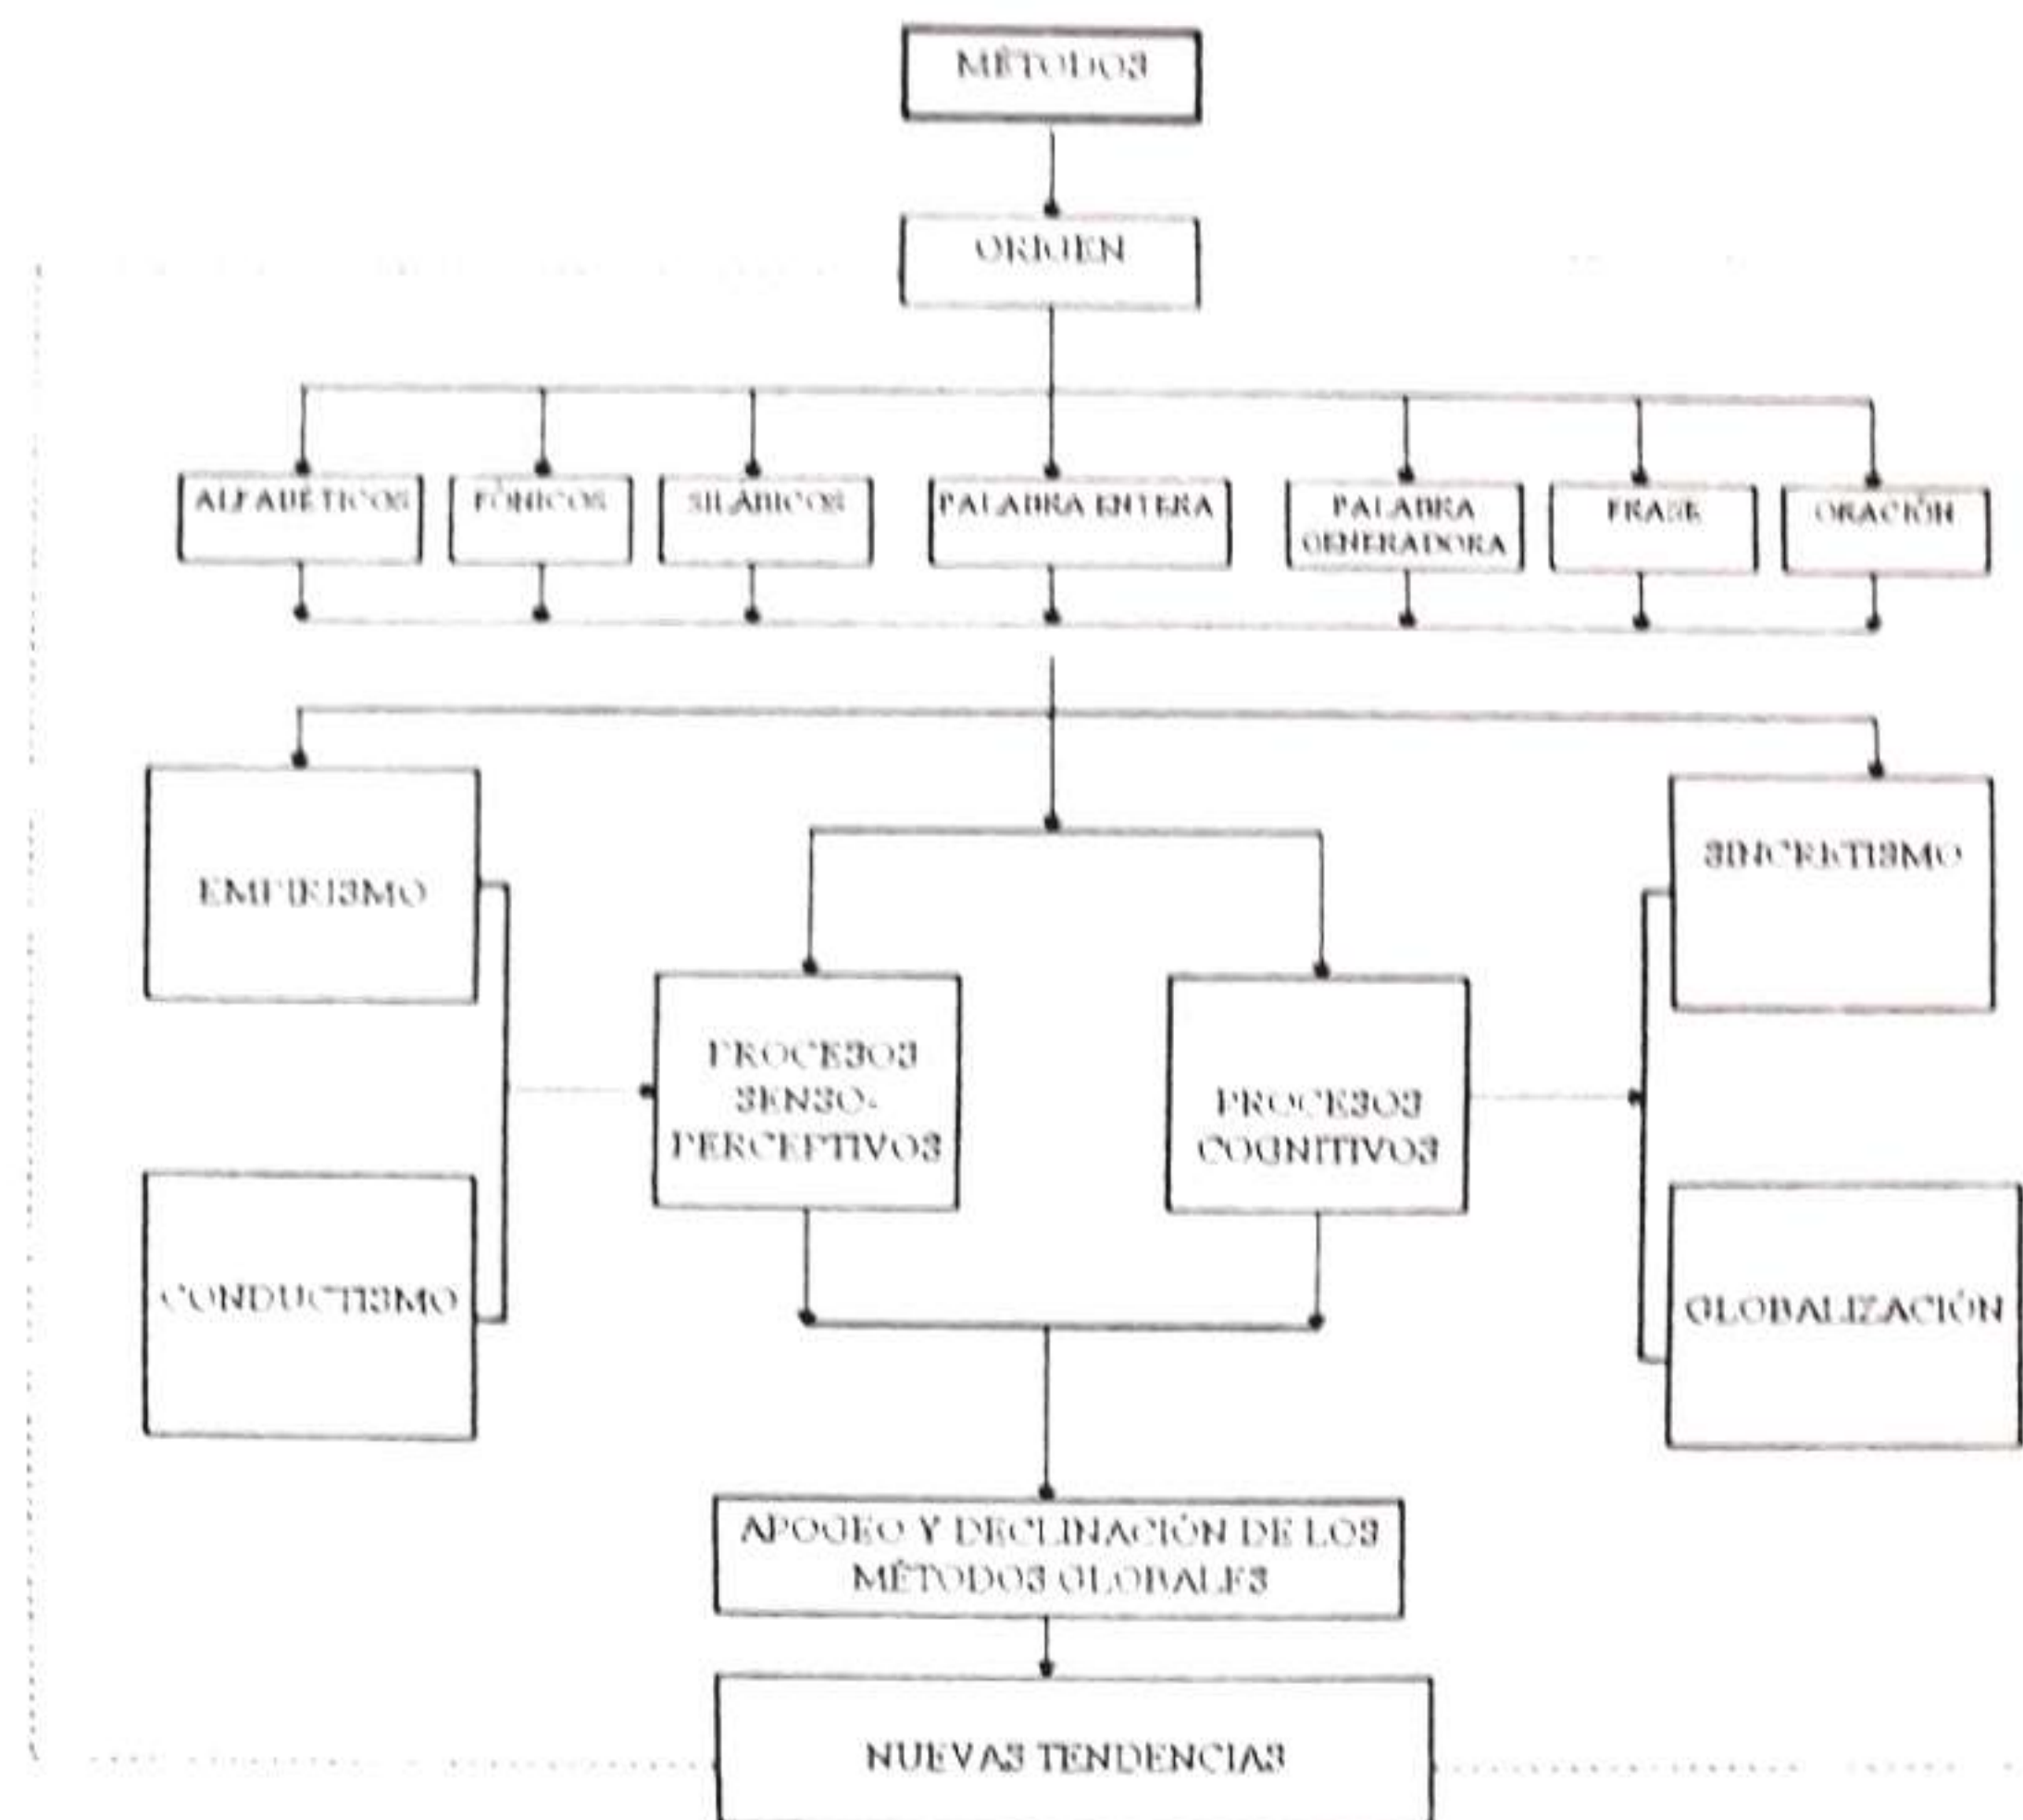 MÉTODOS
ORIGEN
ALFABÉTICOS
FÓNICOS
SILÁBICOS
PALABRA ENTERA
PALABRA
GENERADORA
FRASE
ORACIÓN
EMPIRISMO
SINCRETISMO
PROCESOS
SENSO-
PERCEPTIVOS
PROCESOS
COGNITIVOS
CONDUCTISMO
GLOBALIZACIÓN
APOGEO Y DECLINACIÓN DE LOS
MÉTODOS GLOBALES
NUEVAS TENDENCIAS